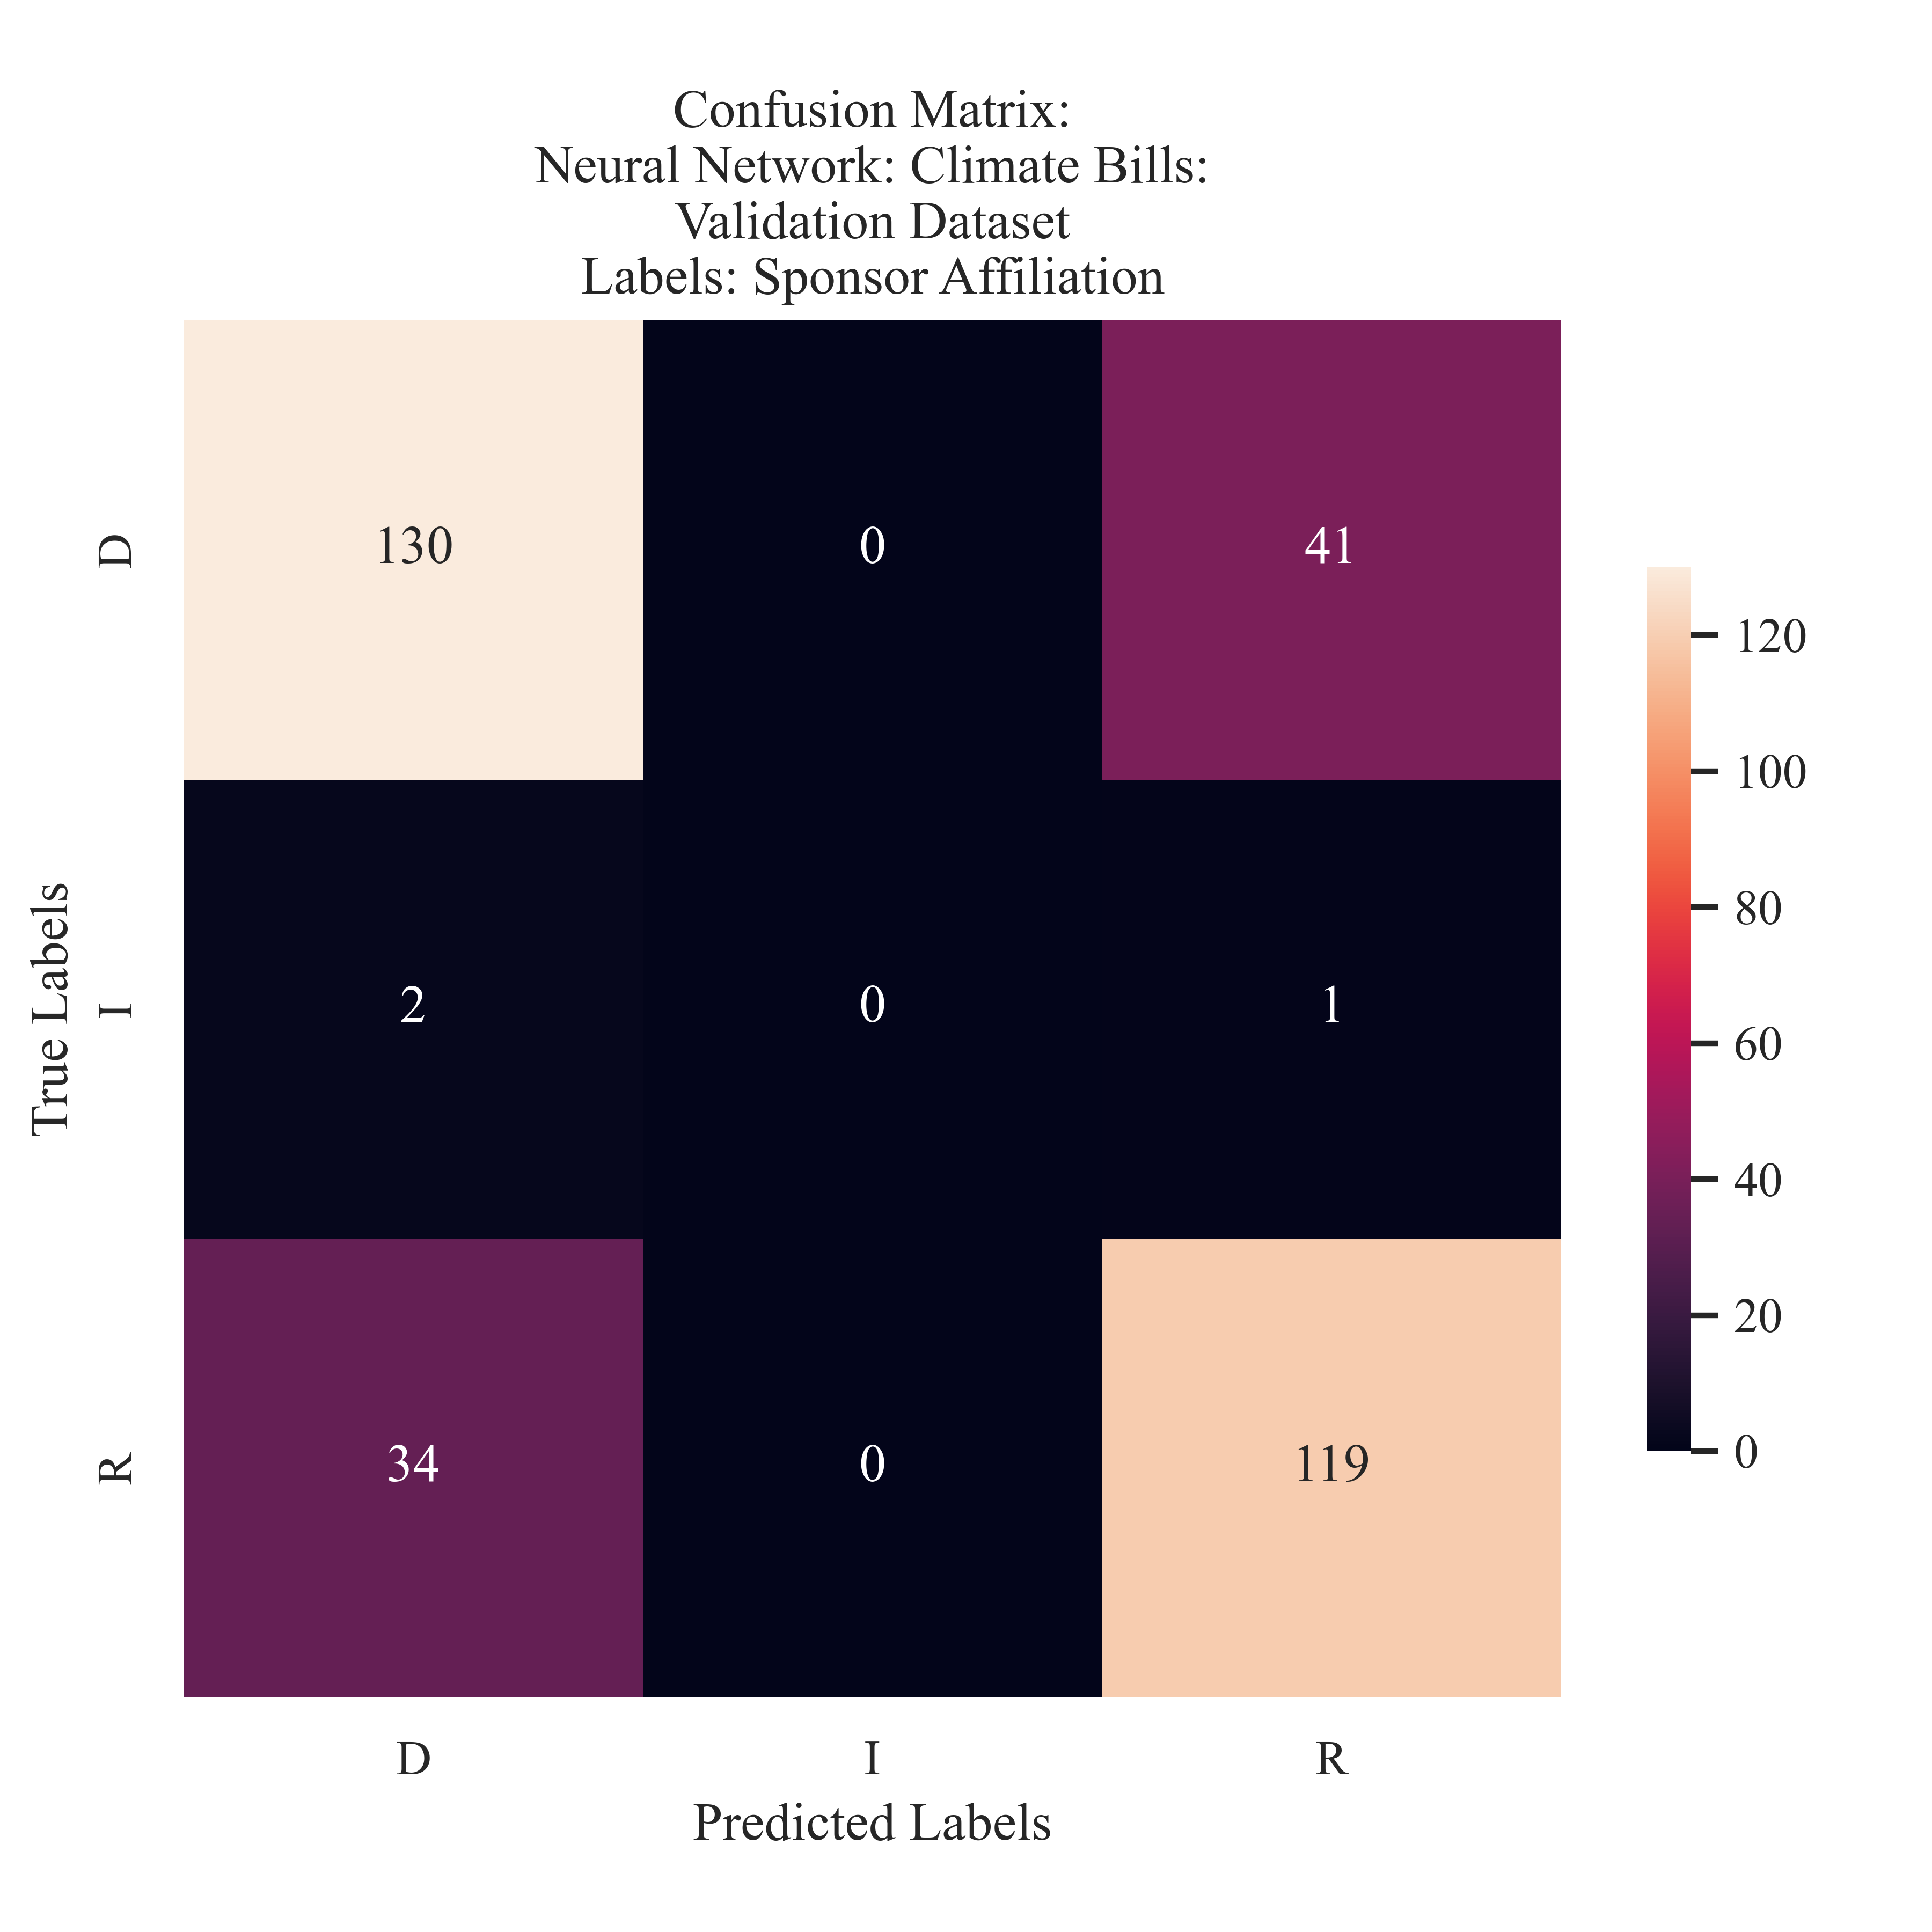 Confusion Matrix:
Neural Network: Climate Bills:
Validation Dataset
Labels: Sponsor Affiliation
True Labels
D
130
0
41
I
2
0
1
R
34
0
119
D
I
R
Predicted Labels
120
100
80
60
40
20
0